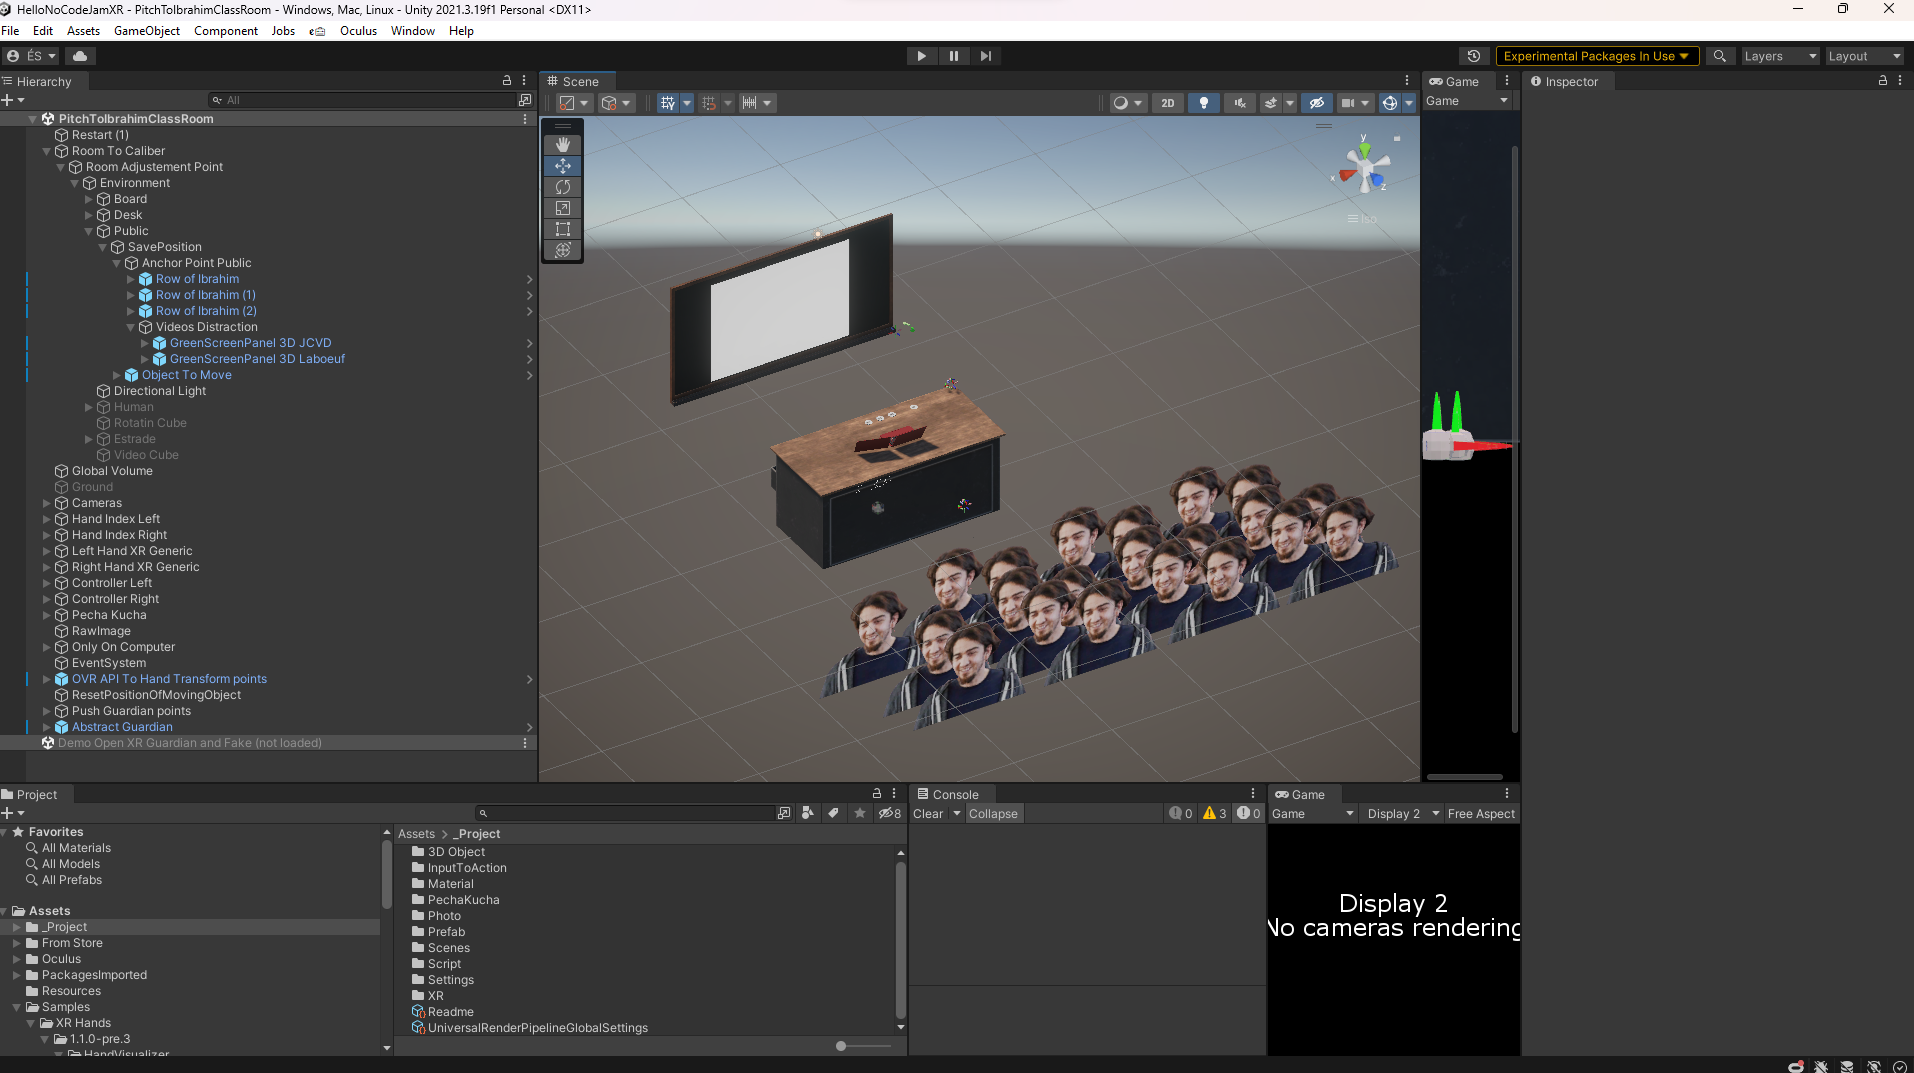 HelloNoCodeJamXR - PitchToIbrahimClassRoom - Windows, Mac, Linux - Unity 2021.3.19f1 Personal <DX11>
File Edit Assets GameObject Component Jobs Oculus Window Help
ÉS
Experimental Packages In Use
Layers
Layout
Hierarchy
All
PitchToIbrahimClassRoom
Restart (1)
Room To Caliber
Room Adjustement Point
Environment
Board
Desk
Public
SavePosition
Anchor Point Public
Row of Ibrahim
Row of Ibrahim (1)
Row of Ibrahim (2)
Videos Distraction
GreenScreenPanel 3D JCVD
GreenScreenPanel 3D Laboeuf
Object To Move
Directional Light
Human
Rotatin Cube
Estrade
Video Cube
Global Volume
Ground
Cameras
Hand Index Left
Hand Index Right
Left Hand XR Generic
Right Hand XR Generic
Controller Left
Controller Right
Pecha Kucha
RawImage
Only On Computer
EventSystem
OVR API To Hand Transform points
ResetPositionOfMovingObject
Push Guardian points
Abstract Guardian
Demo Open XR Guardian and Fake (not loaded)
Scene
2D
y
x
z
Iso
Game
Game
Inspector
Project
8
Favorites
All Materials
All Models
All Prefabs
Assets
_Project
From Store
Oculus
PackagesImported
Resources
Samples
XR Hands
1.1.0-pre.3
HandVisualizer
Assets > _Project
3D Object
InputToAction
Material
PechaKucha
Photo
Prefab
Scenes
Script
Settings
XR
Readme
UniversalRenderPipelineGlobalSettings
Console
Clear Collapse 0 3 0
Game
Game Display 2 Free Aspect
Display 2
No cameras rendering